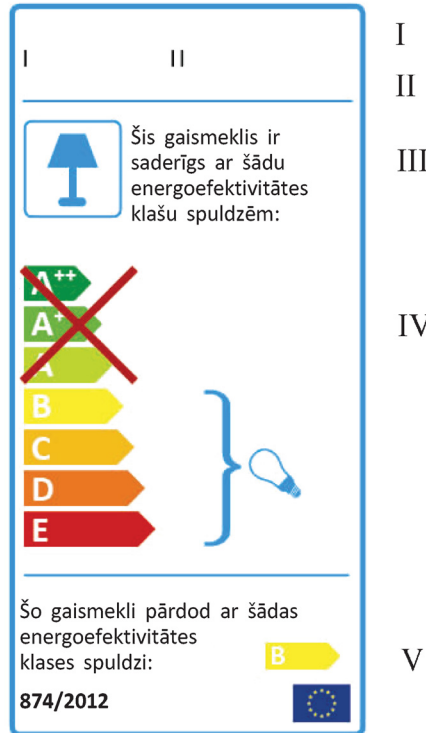 I II
I
II
Šis gaismeklis ir
saderīgs ar šādu
energoefektivitātes
klašu spuldzēm:
III
A++
A+
A
B
C
D
E
IV
Šo gaismekli pārdod ar šādas
energoefektivitātes
klases spuldzi:
B
V
874/2012